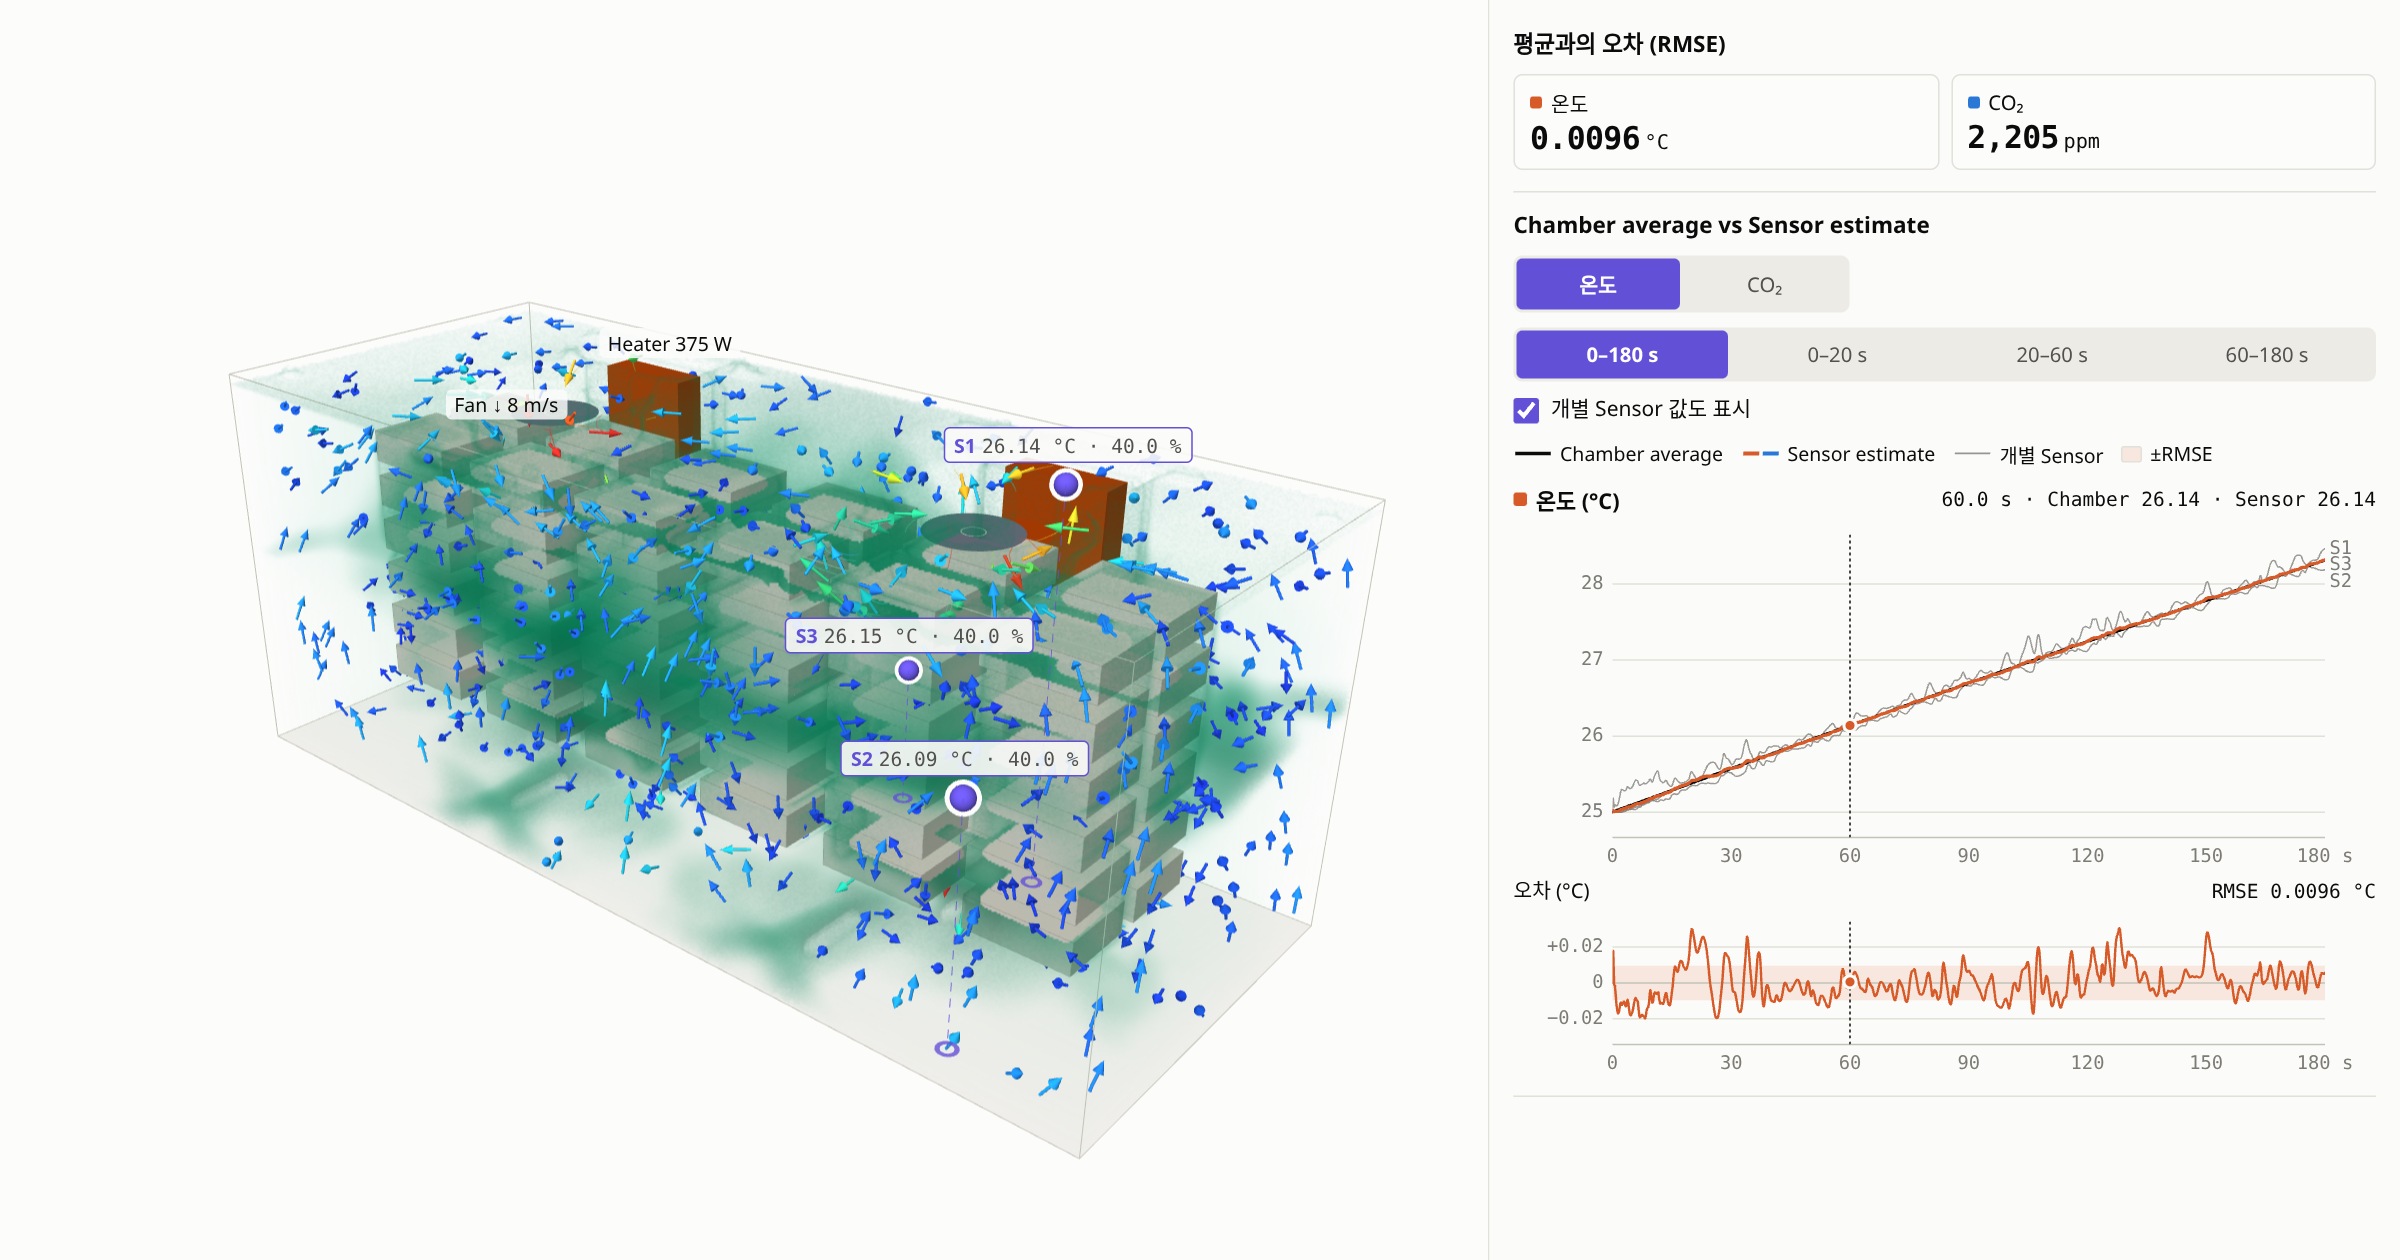 Heater 375 W
Fan ↓ 8 m/s
S1 26.14 °C · 40.0 %
S3 26.15 °C · 40.0 %
S2 26.09 °C · 40.0 %
평균과의 오차 (RMSE)
온도
0.0096 °C
CO₂
2,205 ppm
Chamber average vs Sensor estimate
온도 CO₂
0–180 s 0–20 s 20–60 s 60–180 s
개별 Sensor 값도 표시
Chamber average Sensor estimate 개별 Sensor ±RMSE
온도 (°C) 60.0 s · Chamber 26.14 · Sensor 26.14
S1
S3
S2
28
27
26
25
0 30 60 90 120 150 180 s
오차 (°C) RMSE 0.0096 °C
+0.02
0
−0.02
0 30 60 90 120 150 180 s